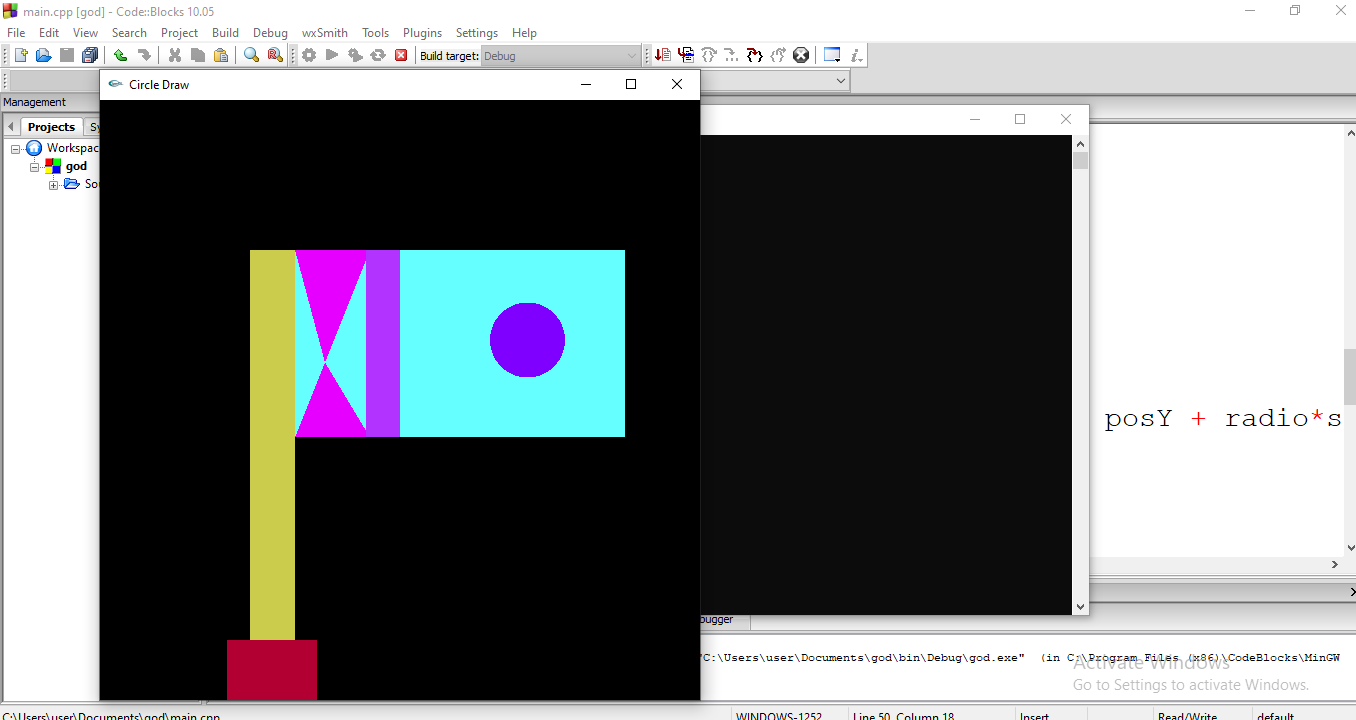 main.cpp [god] - Code::Blocks 10.05
File Edit View Search Project Build Debug wxSmith Tools Plugins Settings Help
Build target: Debug
Circle Draw
Management
Projects Sy
Workspac
god
Sou
posY + radio*s
bugger
"C:\Users\user\Documents\god\bin\Debug\god.exe" (in C:\Program Files (x86)\CodeBlocks\MinGW
Activate Windows
Go to Settings to activate Windows.
C:\Users\user\Documents\god\main.cpp WINDOWS-1252 Line 50, Column 18 Insert Read/Write default